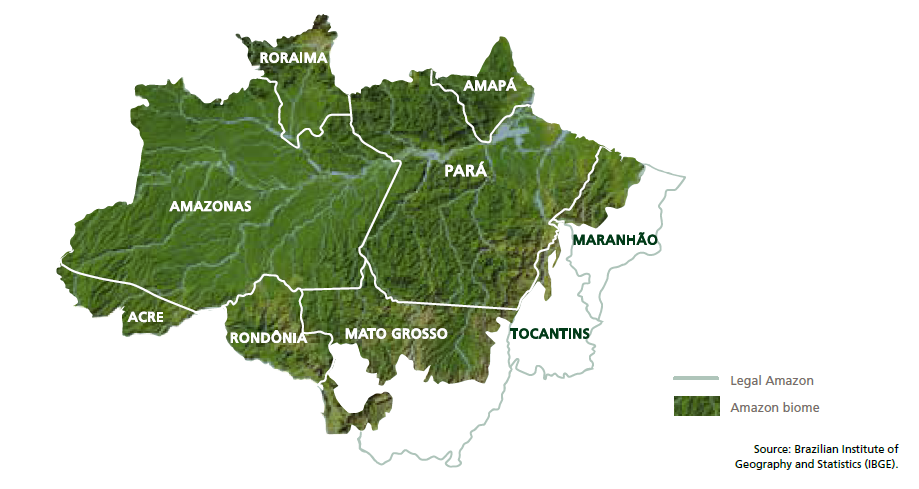 RORAIMA
AMAPÁ
PARÁ
AMAZONAS
MARANHÃO
ACRE
RONDÔNIA
MATO GROSSO
TOCANTINS
Legal Amazon
Amazon biome
Source: Brazilian Institute of
Geography and Statistics (IBGE).